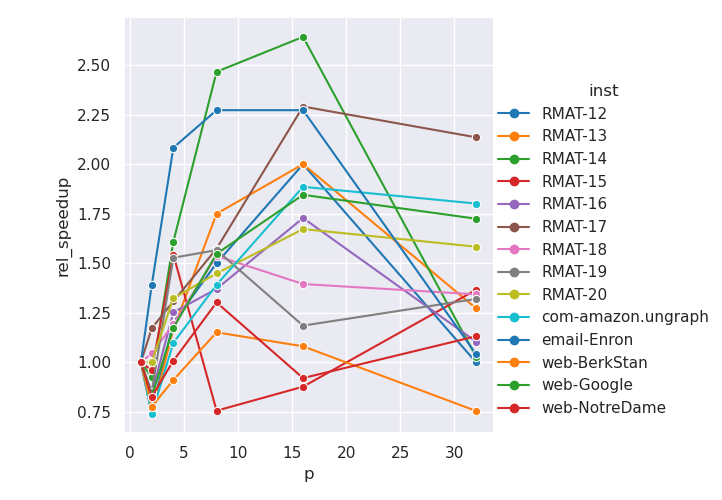 2.50
2.25
2.00
1.75
1.50
1.25
1.00
0.75
rel_speedup
0
5
10
15
20
25
30
p
inst
RMAT-12
RMAT-13
RMAT-14
RMAT-15
RMAT-16
RMAT-17
RMAT-18
RMAT-19
RMAT-20
com-amazon.ungraph
email-Enron
web-BerkStan
web-Google
web-NotreDame